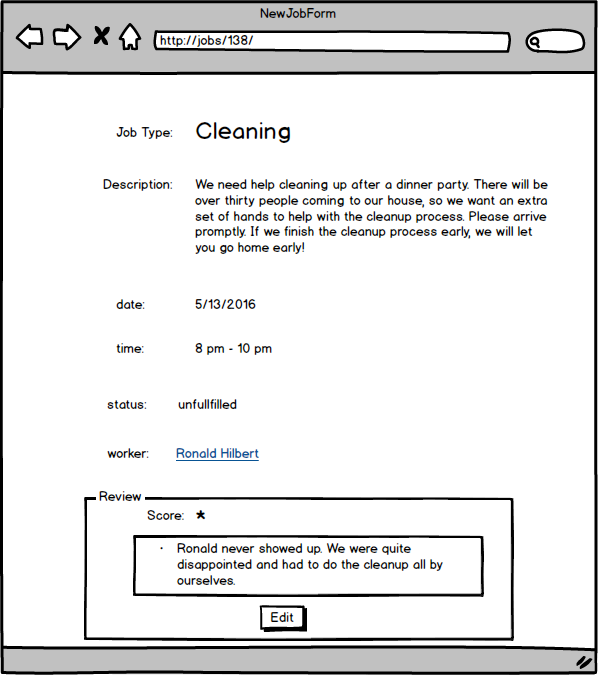 NewJobForm
http://jobs/138/
Job Type: Cleaning
Description: We need help cleaning up after a dinner party. There will be
over thirty people coming to our house, so we want an extra
set of hands to help with the cleanup process. Please arrive
promptly. If we finish the cleanup process early, we will let
you go home early!
date: 5/13/2016
time: 8 pm - 10 pm
status: unfullfilled
worker: Ronald Hilbert
Review
Score: *
· Ronald never showed up. We were quite
disappointed and had to do the cleanup all by
ourselves.
Edit